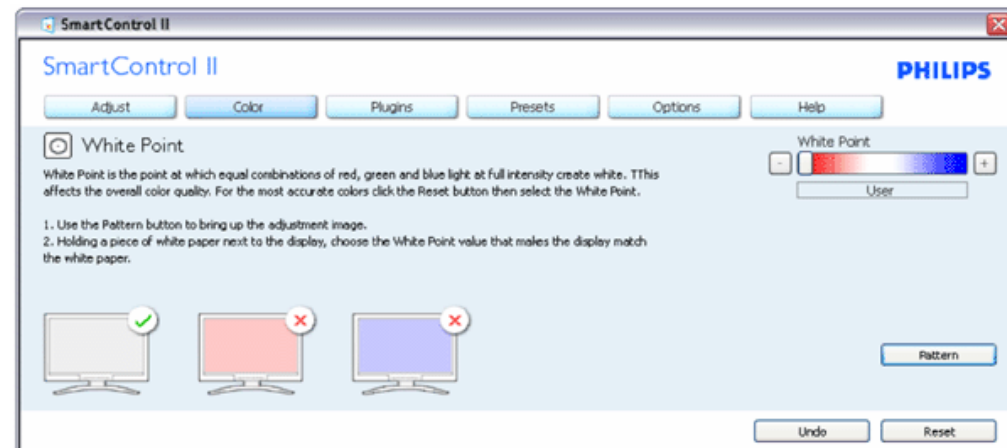 SmartControl II
SmartControl II
PHILIPS
Adjust
Color
Plugins
Presets
Options
Help
White Point
White Point is the point at which equal combinations of red, green and blue light at full intensity create white. TThis
affects the overall color quality. For the most accurate colors click the Reset button then select the White Point.
1. Use the Pattern button to bring up the adjustment image.
2. Holding a piece of white paper next to the display, choose the White Point value that makes the display match
the white paper.
White Point
-
+
User
Pattern
Undo
Reset